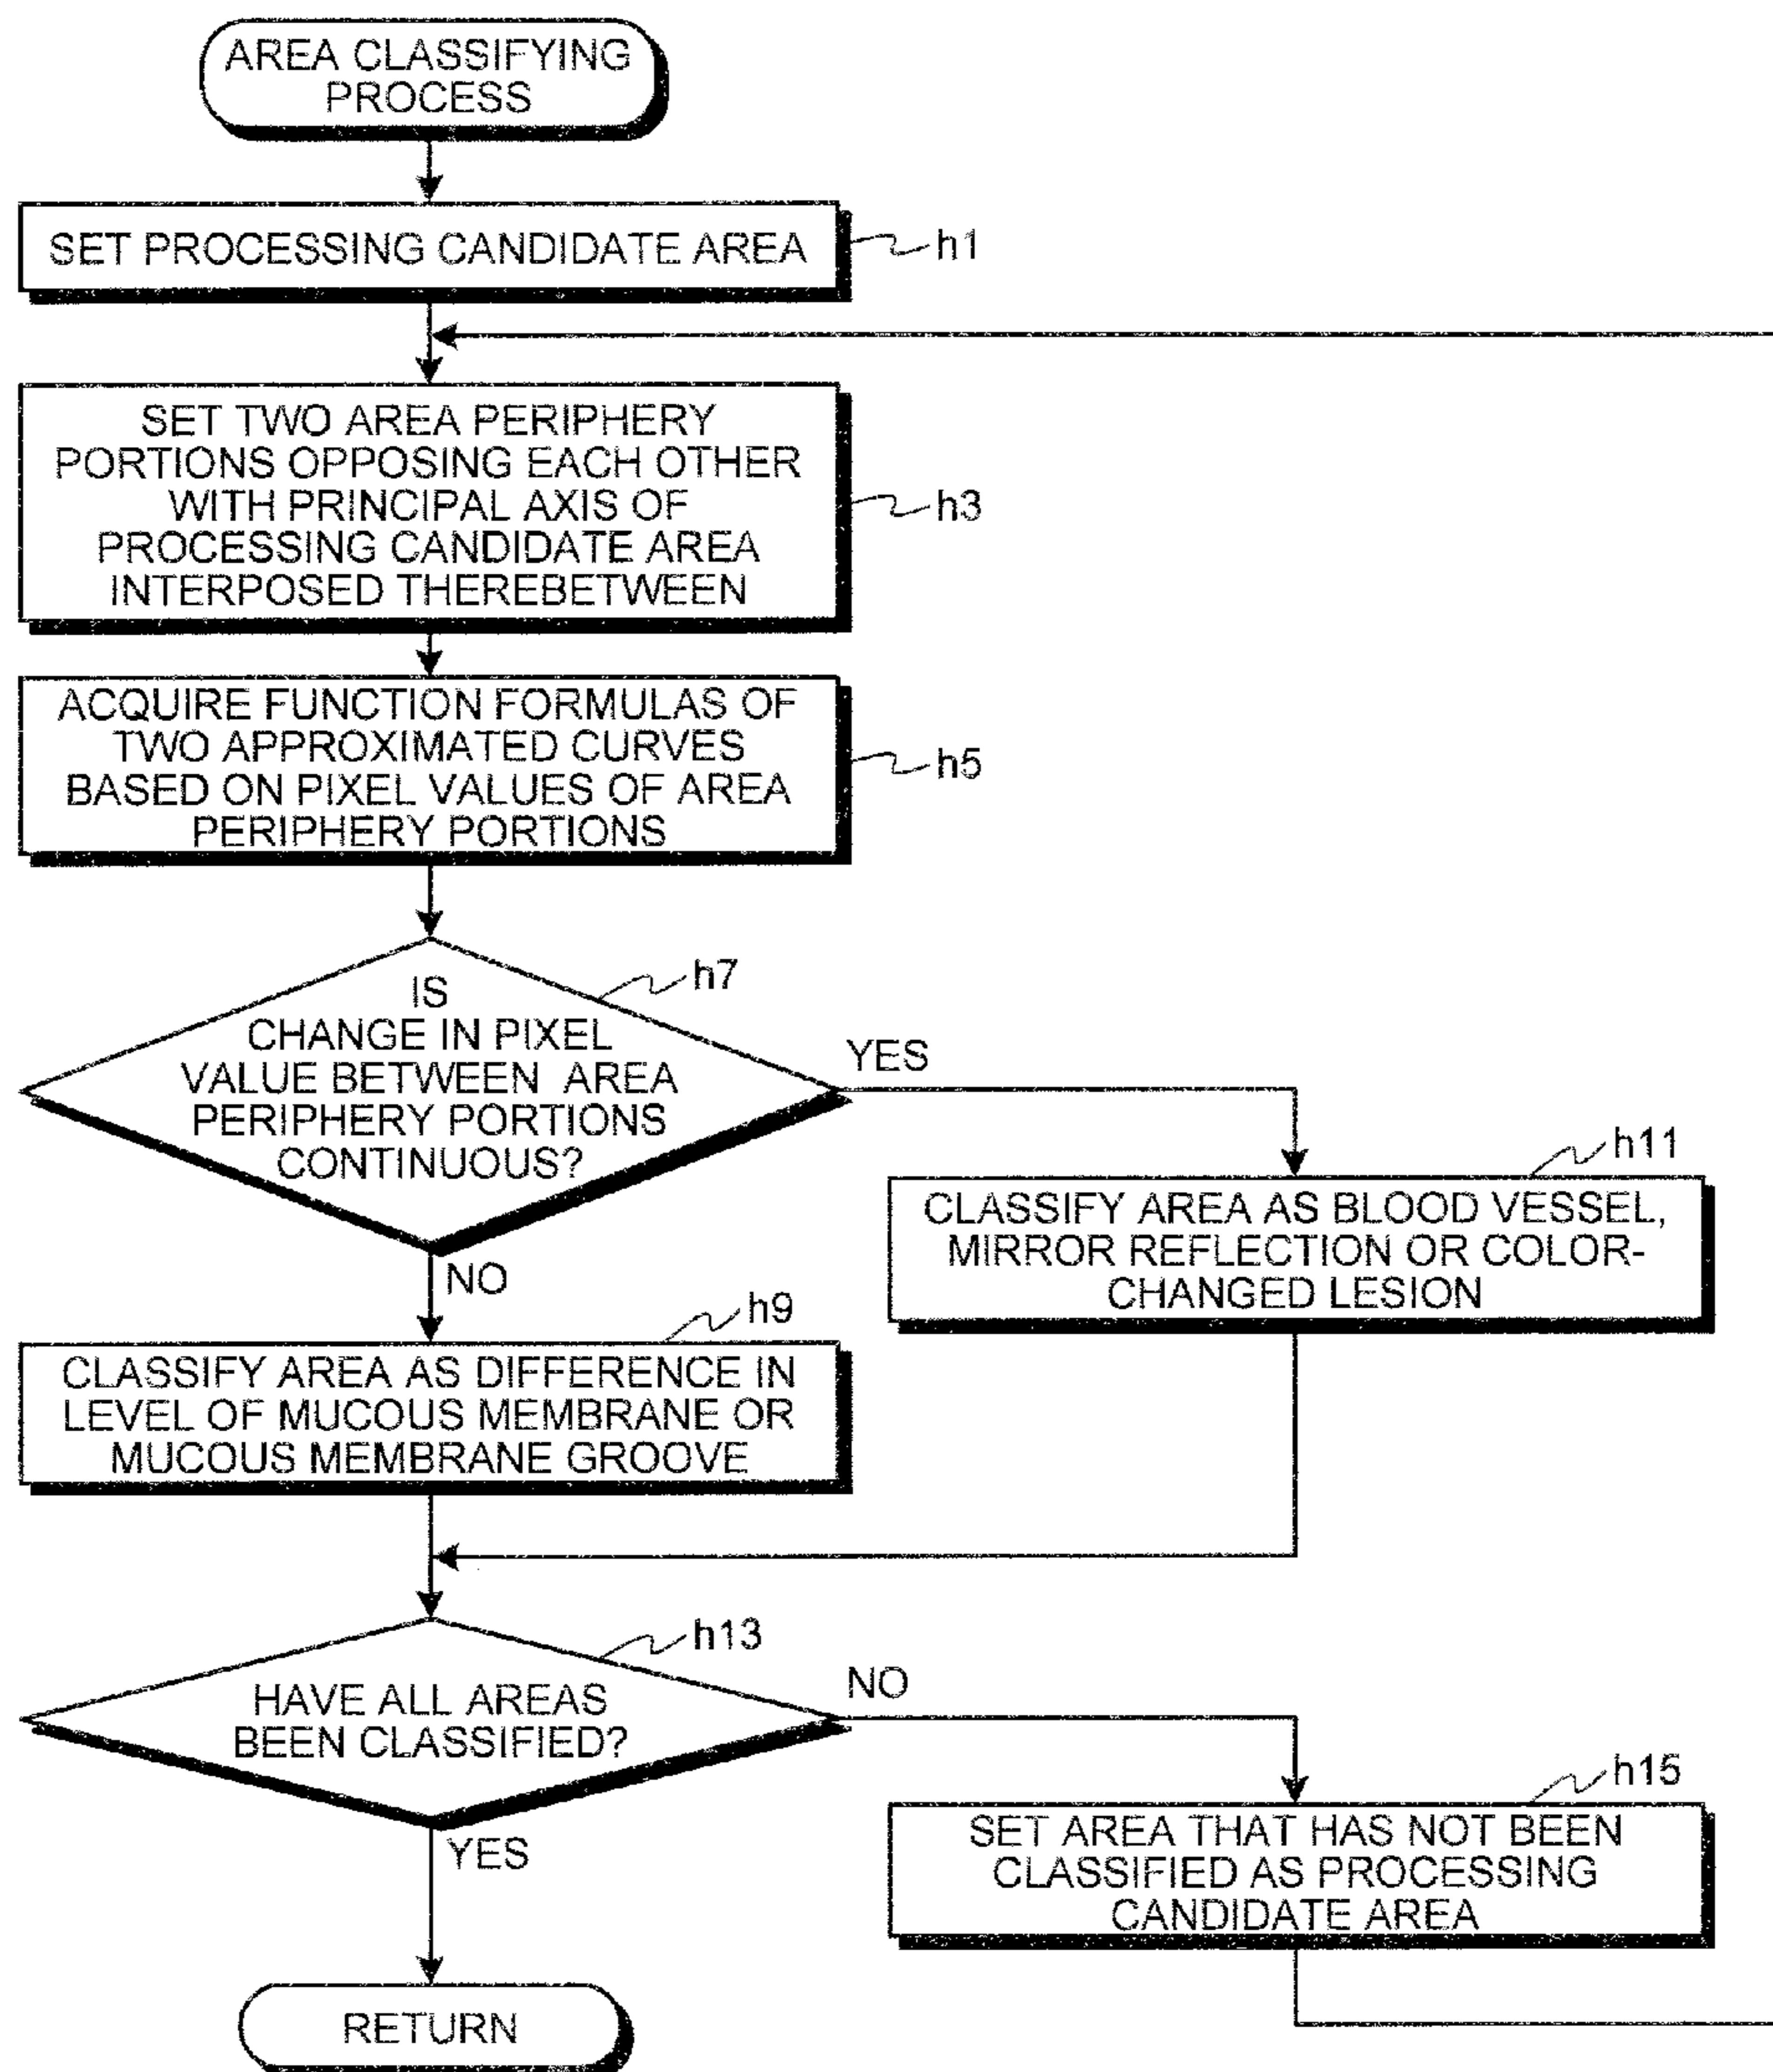 AREA CLASSIFYING
PROCESS
SET PROCESSING CANDIDATE AREA
h1
SET TWO AREA PERIPHERY
PORTIONS OPPOSING EACH OTHER
WITH PRINCIPAL AXIS OF
PROCESSING CANDIDATE AREA
INTERPOSED THEREBETWEEN
h3
ACQUIRE FUNCTION FORMULAS OF
TWO APPROXIMATED CURVES
BASED ON PIXEL VALUES OF AREA
PERIPHERY PORTIONS
h5
IS
CHANGE IN PIXEL
VALUE BETWEEN AREA
PERIPHERY PORTIONS
CONTINUOUS?
h7
YES
h11
CLASSIFY AREA AS BLOOD VESSEL,
MIRROR REFLECTION OR COLOR-
CHANGED LESION
NO
h9
CLASSIFY AREA AS DIFFERENCE IN
LEVEL OF MUCOUS MEMBRANE OR
MUCOUS MEMBRANE GROOVE
h13
HAVE ALL AREAS
BEEN CLASSIFIED?
NO
h15
SET AREA THAT HAS NOT BEEN
CLASSIFIED AS PROCESSING
CANDIDATE AREA
YES
RETURN